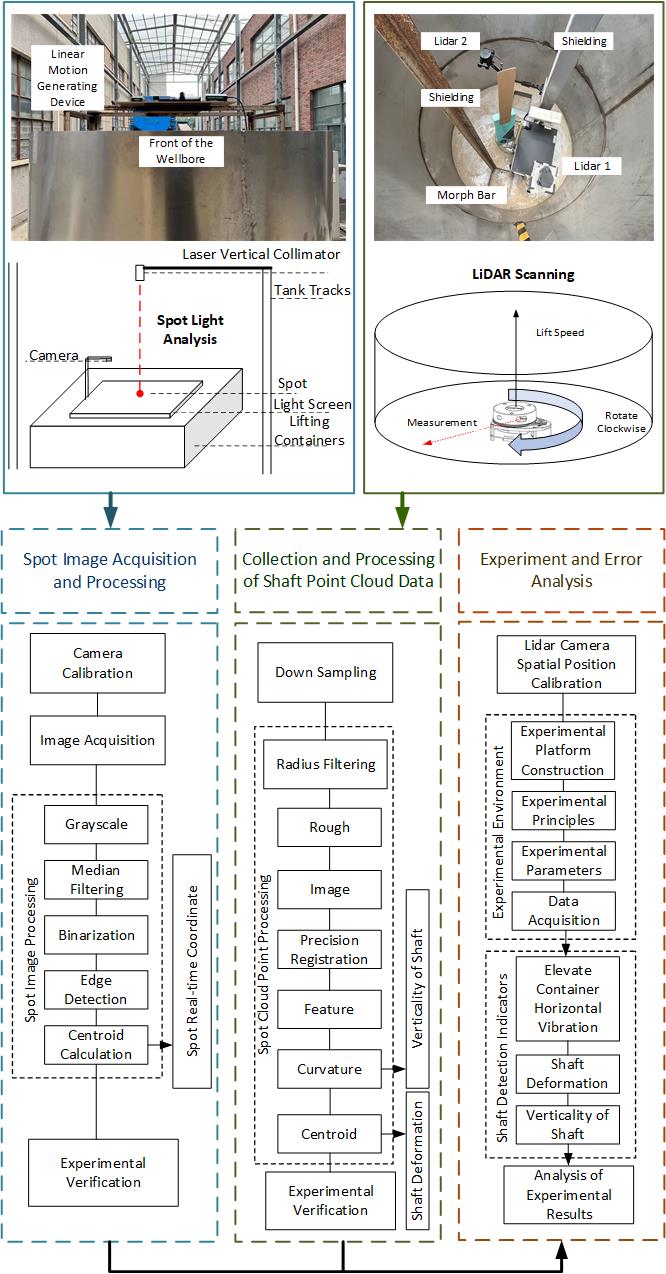 Linear
Motion
Generating
Device
Front of the
Wellbore
Lidar 2
Shielding
Shielding
Lidar 1
Morph Bar
Laser Vertical Collimator
Tank Tracks
Spot Light
Analysis
Camera
Spot
Light Screen
Lifting
Containers
LiDAR Scanning
Lift Speed
Measurement
Rotate
Clockwise
Spot Image Acquisition
and Processing
Collection and Processing
of Shaft Point Cloud Data
Experiment and Error
Analysis
Camera
Calibration
Image Acquisition
Spot Image Processing
Grayscale
Median
Filtering
Binarization
Edge
Detection
Centroid
Calculation
Spot Real-time Coordinate
Experimental
Verification
Down Sampling
Spot Cloud Point Processing
Radius Filtering
Rough
Image
Precision
Registration
Feature
Curvature
Centroid
Verticality of Shaft
Shaft Deformation
Experimental
Verification
Lidar Camera
Spatial Position
Calibration
Experimental Environment
Experimental
Platform
Construction
Experimental
Principles
Experimental
Parameters
Data
Acquisition
Shaft Detection Indicators
Elevate
Container
Horizontal
Vibration
Shaft
Deformation
Verticality of
Shaft
Analysis of
Experimental
Results